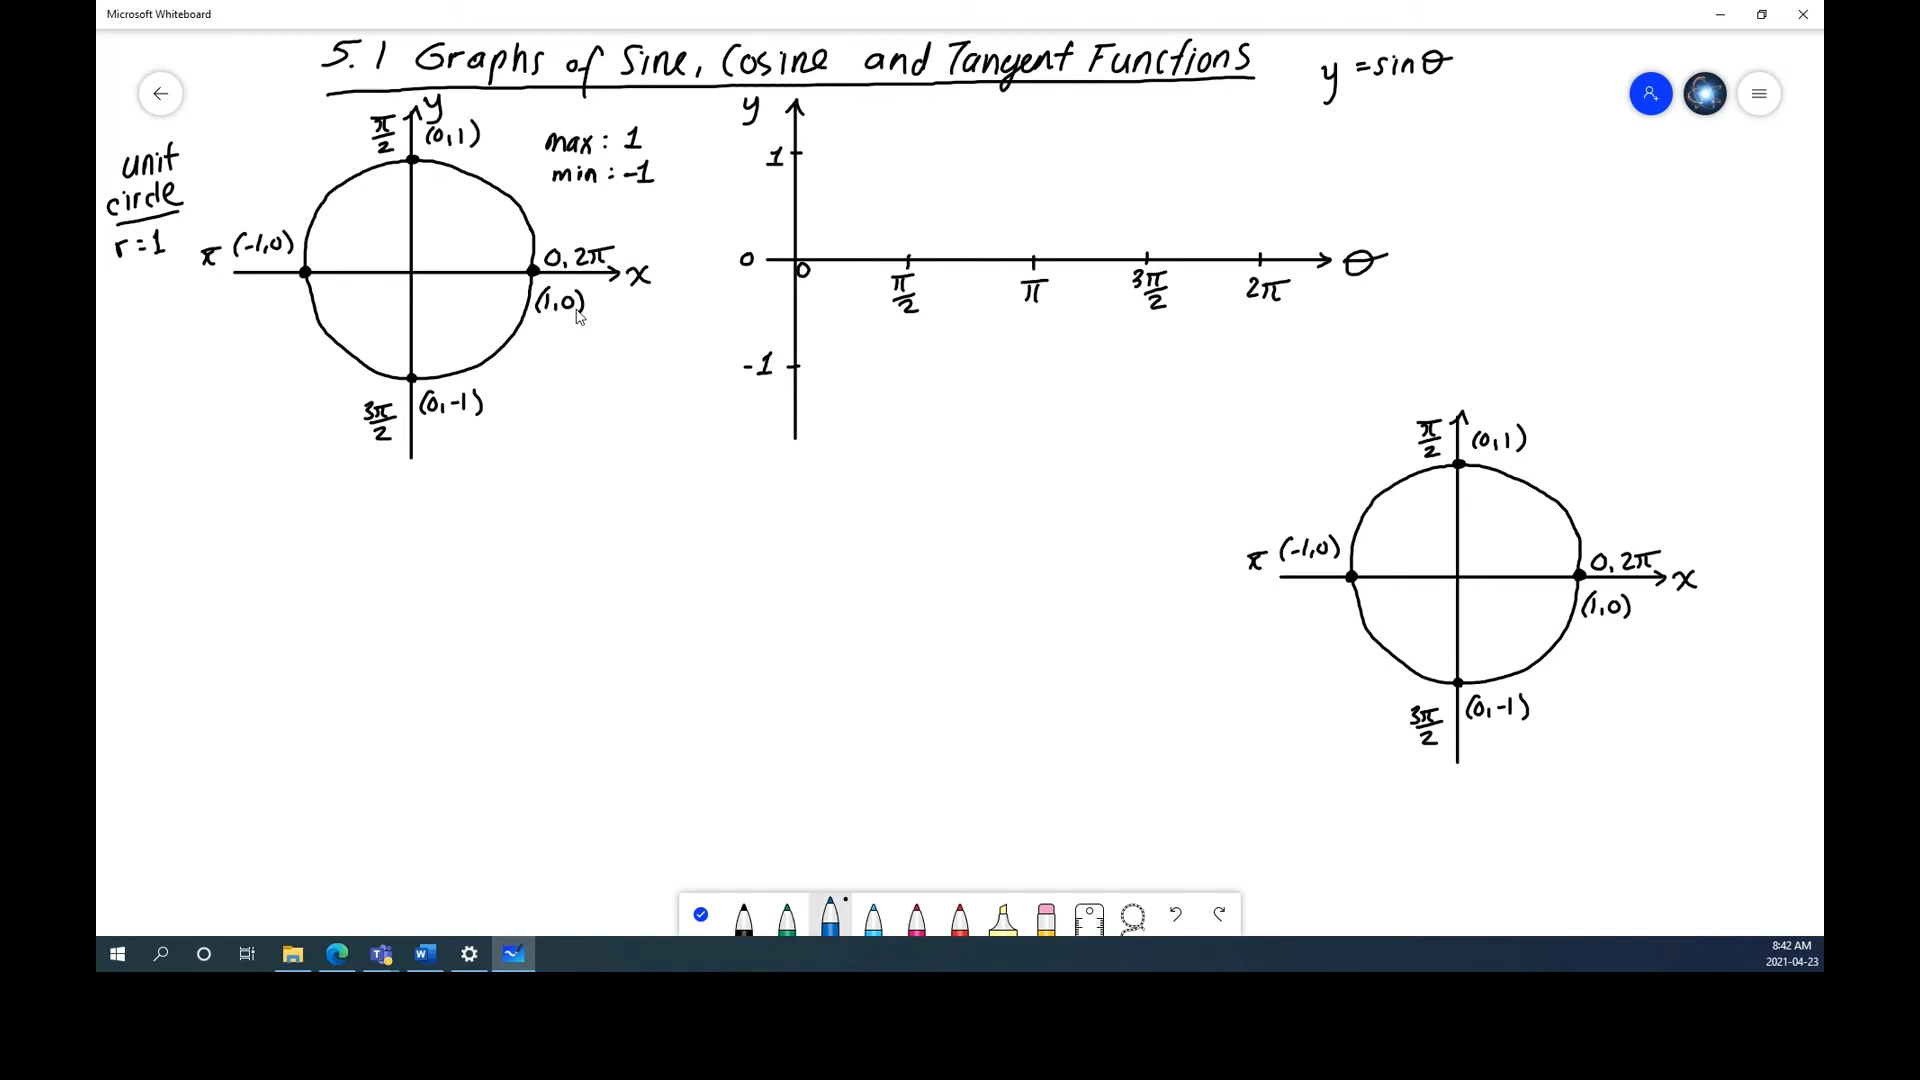 Microsoft Whiteboard
5.1 Graphs of Sine, Cosine and Tangent Functions
y = sin θ
unit
circle
r = 1
y
π/2 (0,1)
max: 1
min: -1
π (-1,0)
0, 2π
x
(1,0)
3π/2 (0,-1)
y
1
0
0
π/2
π
3π/2
2π
θ
-1
π/2 (0,1)
π (-1,0)
0, 2π
x
(1,0)
3π/2 (0,-1)
8:42 AM
2021-04-23